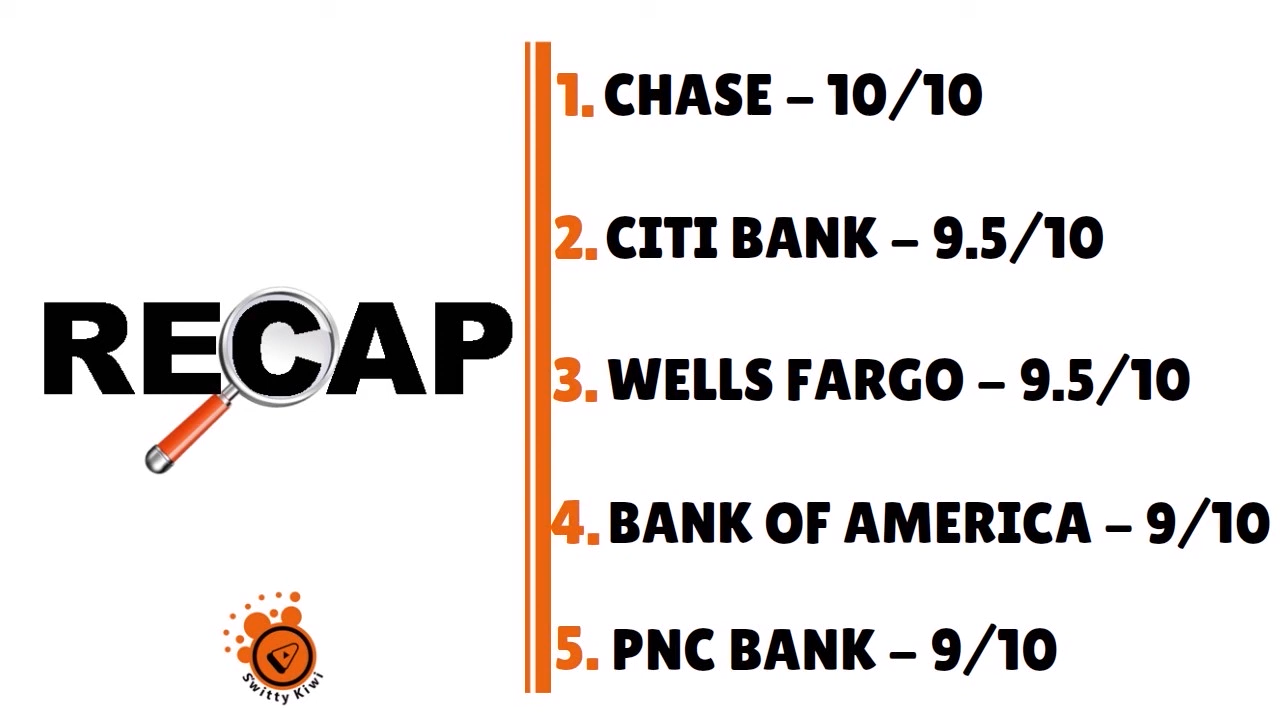 RECAP
1. CHASE – 10/10
2. CITI BANK – 9.5/10
3. WELLS FARGO – 9.5/10
4. BANK OF AMERICA – 9/10
5. PNC BANK – 9/10
Switty Kiwi